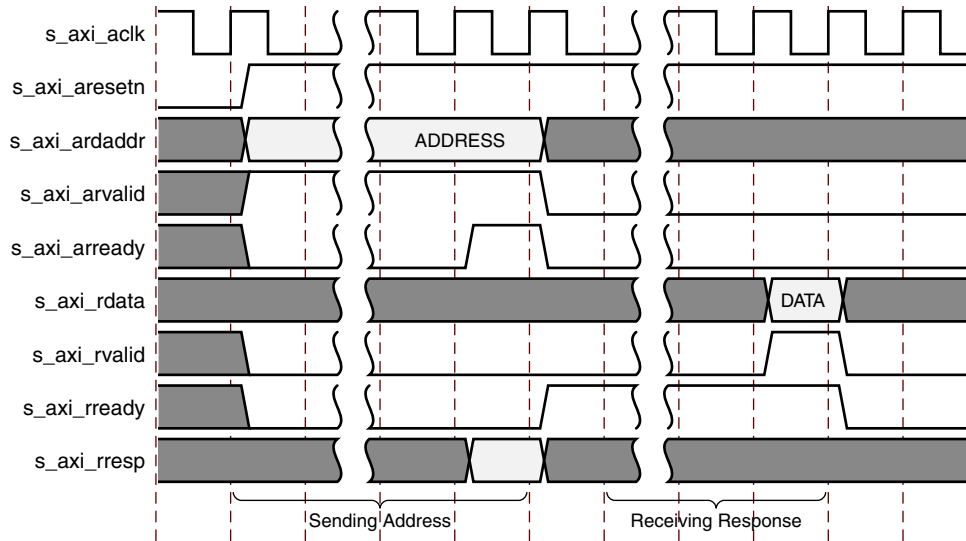 s_axi_aclk
s_axi_aresetn
s_axi_ardaddr
ADDRESS
s_axi_arvalid
s_axi_arready
s_axi_rdata
DATA
s_axi_rvalid
s_axi_rready
s_axi_rresp
Sending Address
Receiving Response